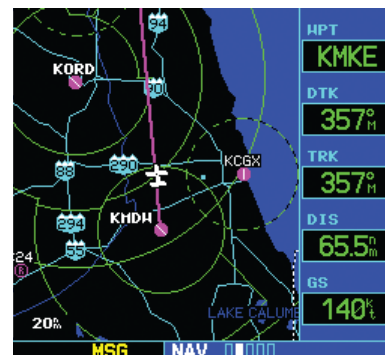 94
KORD
90
KCGX
290
88
KMDW
294
55
24
R
LAKE CALUME
20nm
MSG NAV
WPT
KMKE
DTK
357°M
TRK
357°M
DIS
65.5nm
GS
140kt